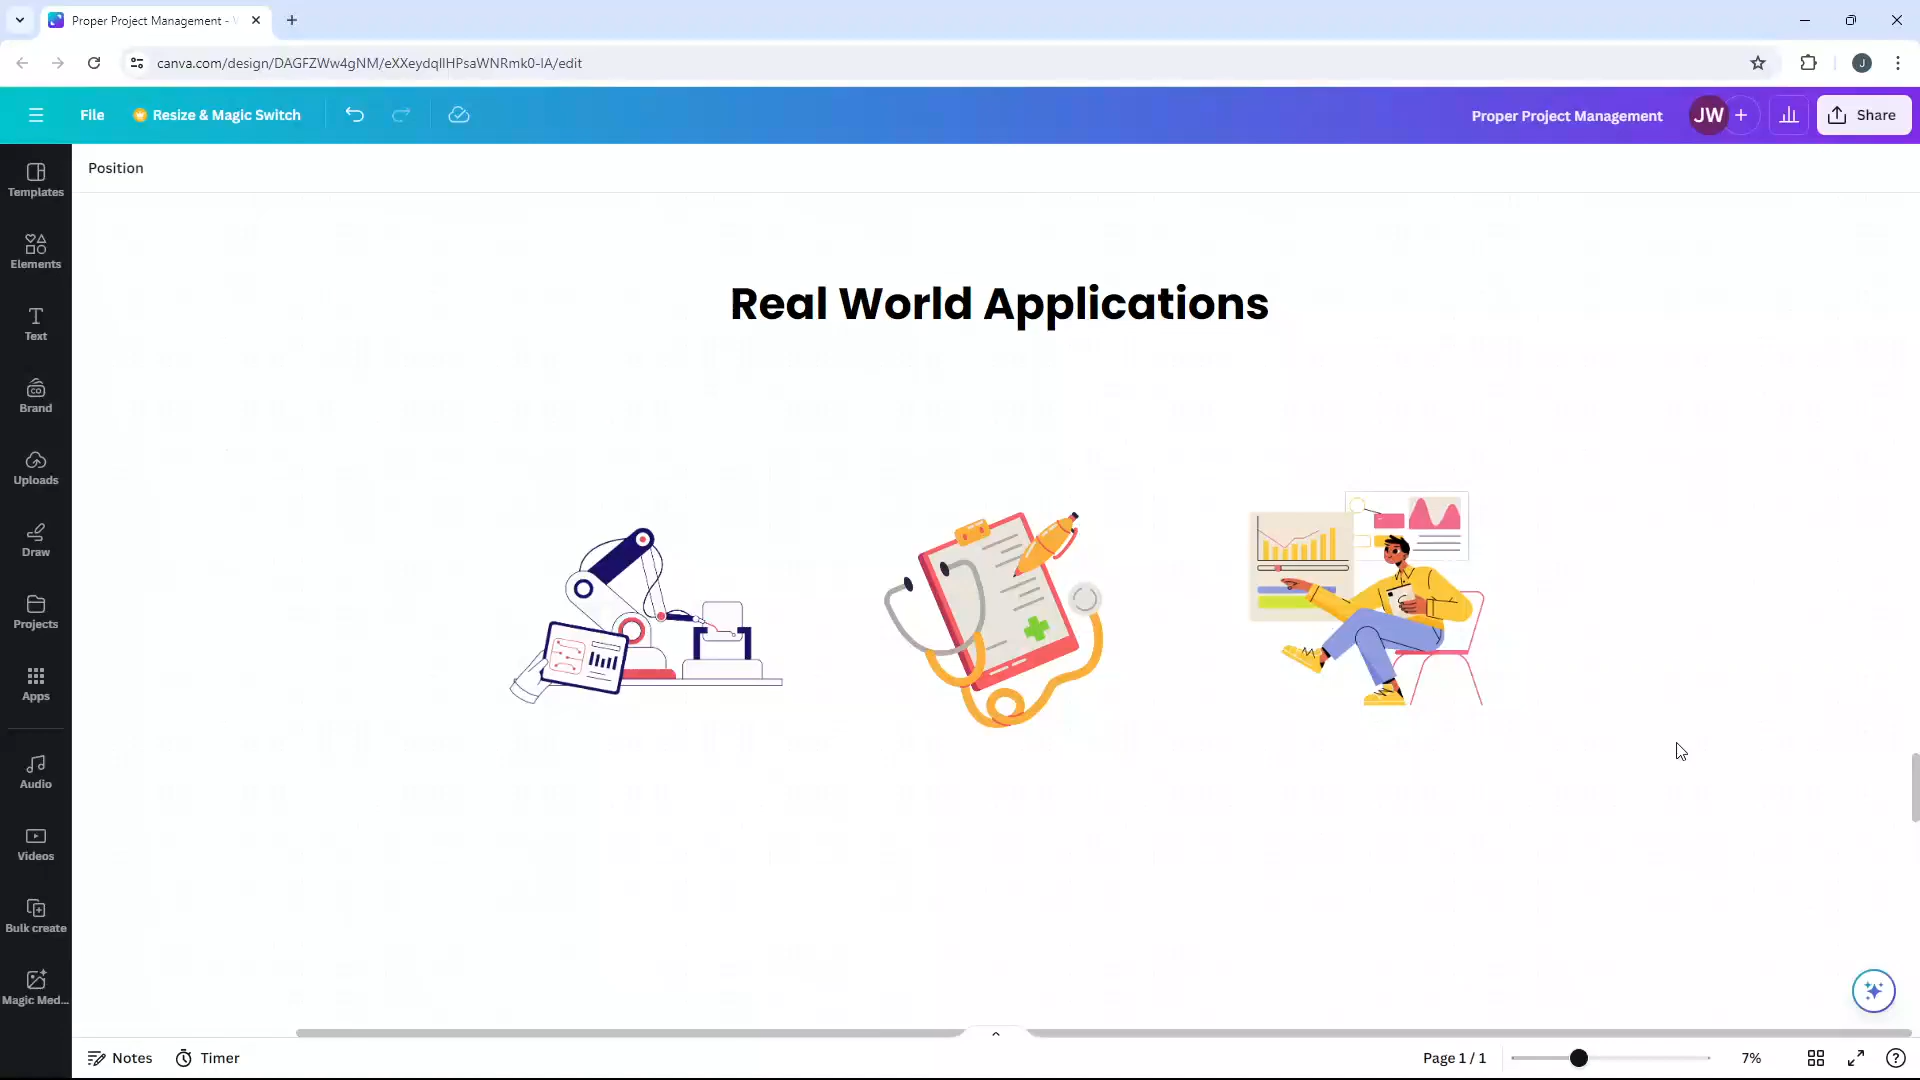 Proper Project Management -
canva.com/design/DAGFZWw4gNM/eXXeydqIlHPsaWNRmk0-IA/edit
J
File
Resize & Magic Switch
Proper Project Management
JW
Share
Position
Templates
Elements
Text
Brand
Uploads
Draw
Projects
Apps
Audio
Videos
Bulk create
Magic Med...
Real World Applications
Notes
Timer
Page 1 / 1
7%